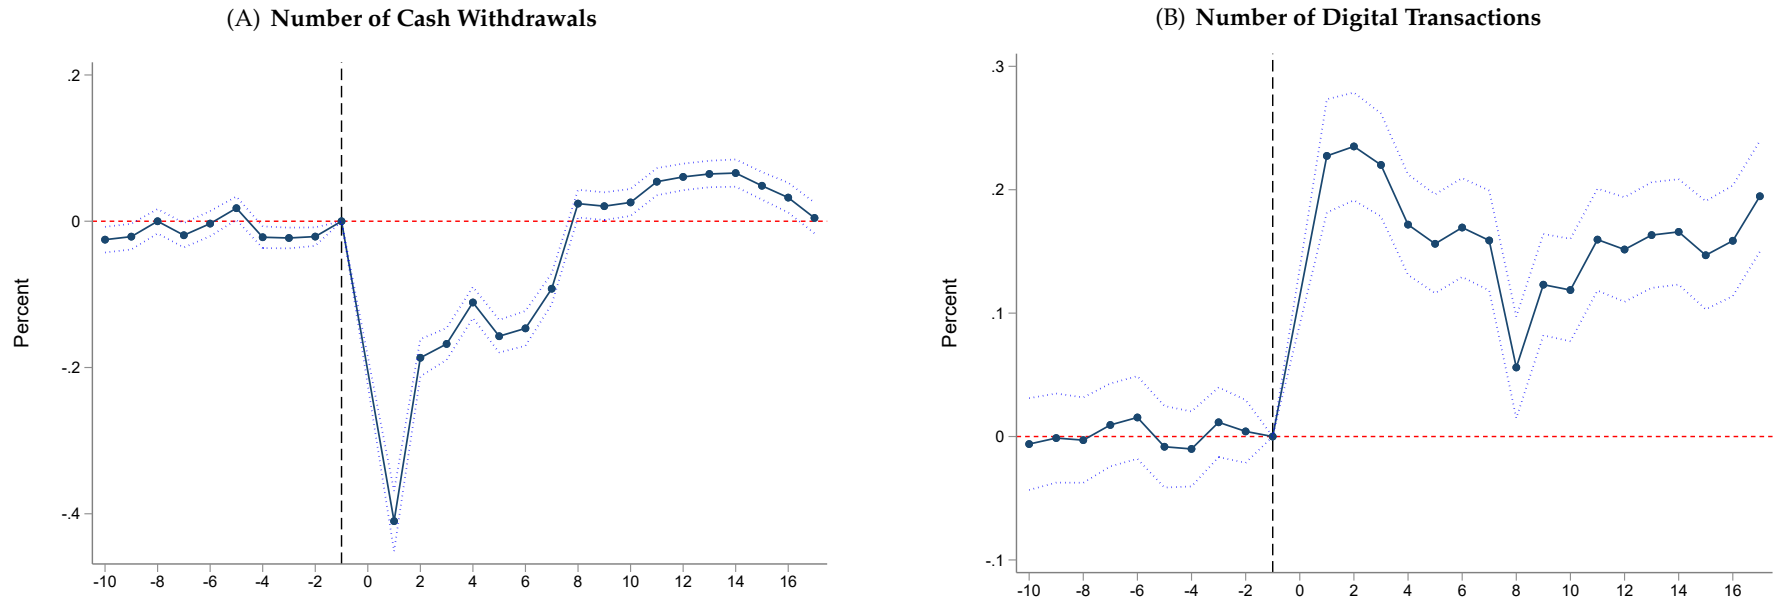 (A) Number of Cash Withdrawals
.2
0
-.2
-.4
Percent
-10 -8 -6 -4 -2 0 2 4 6 8 10 12 14 16
(B) Number of Digital Transactions
.3
.2
.1
0
-.1
Percent
-10 -8 -6 -4 -2 0 2 4 6 8 10 12 14 16